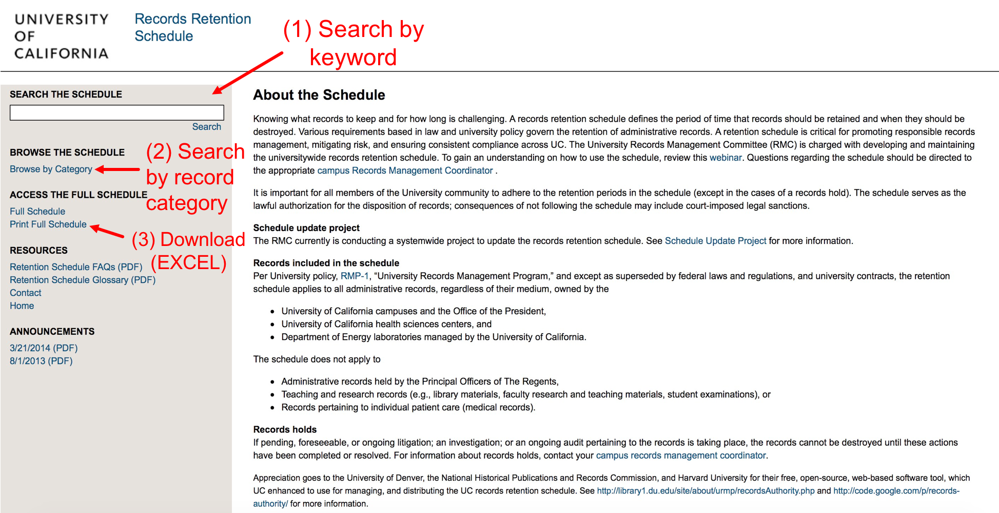 UNIVERSITY
OF
CALIFORNIA
Records Retention
Schedule
(1) Search by
keyword
SEARCH THE SCHEDULE
Search
BROWSE THE SCHEDULE
Browse by Category
(2) Search
by record
category
ACCESS THE FULL SCHEDULE
Full Schedule
Print Full Schedule
(3) Download
(EXCEL)
RESOURCES
Retention Schedule FAQs (PDF)
Retention Schedule Glossary (PDF)
Contact
Home
ANNOUNCEMENTS
3/21/2014 (PDF)
8/1/2013 (PDF)
About the Schedule
Knowing what records to keep and for how long is challenging. A records retention schedule defines the period of time that records should be retained and when they should be
destroyed. Various requirements based in law and university policy govern the retention of administrative records. A retention schedule is critical for promoting responsible records
management, mitigating risk, and ensuring consistent compliance across UC. The University Records Management Committee (RMC) is charged with developing and maintaining
the universitywide records retention schedule. To gain an understanding on how to use the schedule, review this webinar. Questions regarding the schedule should be directed to
the appropriate campus Records Management Coordinator .
It is important for all members of the University community to adhere to the retention periods in the schedule (except in the cases of a records hold). The schedule serves as the
lawful authorization for the disposition of records; consequences of not following the schedule may include court-imposed legal sanctions.
Schedule update project
The RMC currently is conducting a systemwide project to update the records retention schedule. See Schedule Update Project for more information.
Records included in the schedule
Per University policy, RMP-1, “University Records Management Program,” and except as superseded by federal laws and regulations, and university contracts, the retention
schedule applies to all administrative records, regardless of their medium, owned by the
• University of California campuses and the Office of the President,
• University of California health sciences centers, and
• Department of Energy laboratories managed by the University of California.
The schedule does not apply to
• Administrative records held by the Principal Officers of The Regents,
• Teaching and research records (e.g., library materials, faculty research and teaching materials, student examinations), or
• Records pertaining to individual patient care (medical records).
Records holds
If pending, foreseeable, or ongoing litigation; an investigation; or an ongoing audit pertaining to the records is taking place, the records cannot be destroyed until these actions
have been completed or resolved. For information about records holds, contact your campus records management coordinator.
Appreciation goes to the University of Denver, the National Historical Publications and Records Commission, and Harvard University for their free, open-source, web-based software tool, which
UC enhanced to use for managing, and distributing the UC records retention schedule. See http://library1.du.edu/site/about/urmp/recordsAuthority.php and http://code.google.com/p/records-
authority/ for more information.